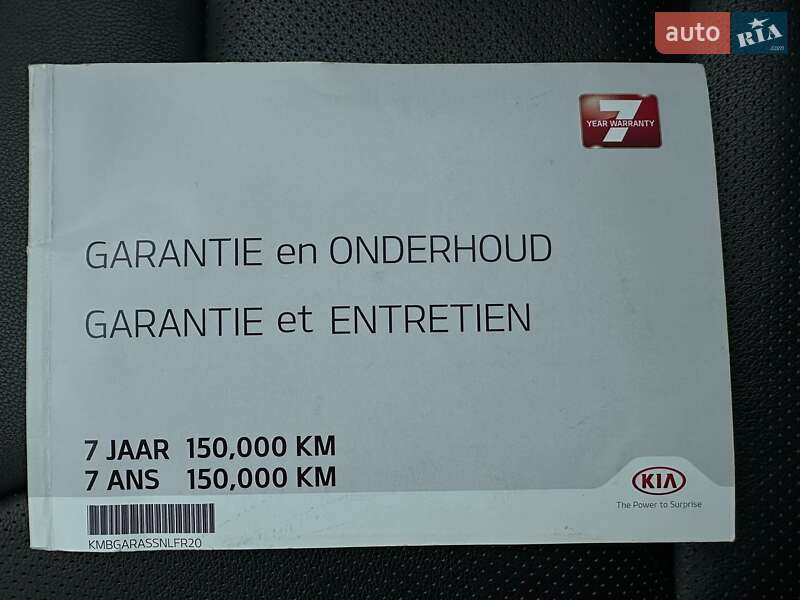 auto RIA .com
7
YEAR WARRANTY
GARANTIE en ONDERHOUD
GARANTIE et ENTRETIEN
7 JAAR 150,000 KM
7 ANS 150,000 KM
KIA
The Power to Surprise
KMBGARASSNLFR20